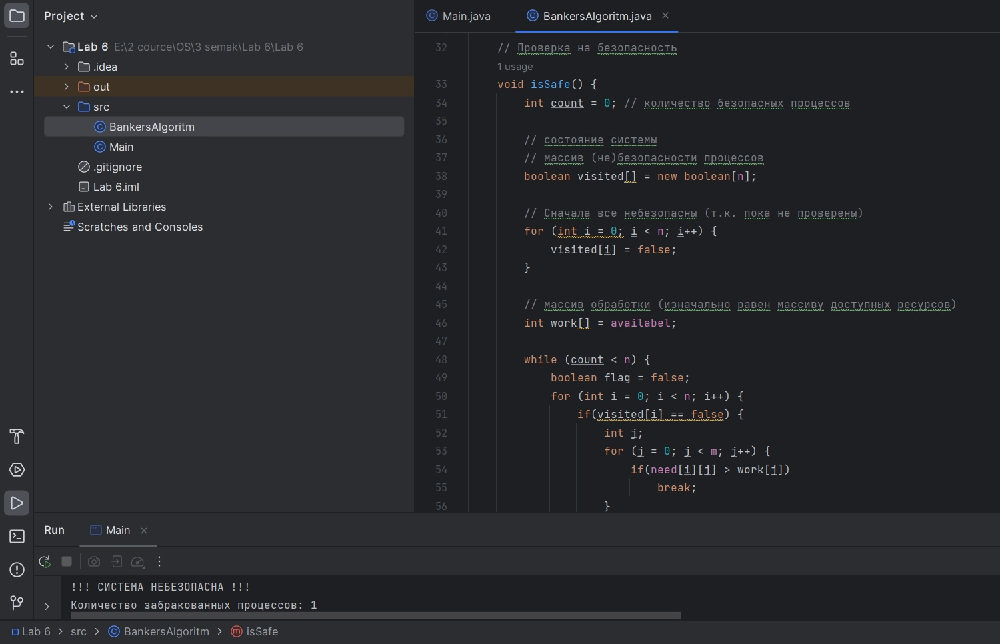 Project
Lab 6 E:\2 cource\OS\3 semak\Lab 6\Lab 6
.idea
out
src
BankersAlgoritm
Main
.gitignore
Lab 6.iml
External Libraries
Scratches and Consoles
Main.java
BankersAlgoritm.java
32 // Проверка на безопасность
1 usage
33 void isSafe() {
34 int count = 0; // количество безопасных процессов
35
36 // состояние системы
37 // массив (не)безопасности процессов
38 boolean visited[] = new boolean[n];
39
40 // Сначала все небезопасны (т.к. пока не проверены)
41 for (int i = 0; i < n; i++) {
42 visited[i] = false;
43 }
44
45 // массив обработки (изначально равен массиву доступных ресурсов)
46 int work[] = availabel;
47
48 while (count < n) {
49 boolean flag = false;
50 for (int i = 0; i < n; i++) {
51 if(visited[i] == false) {
52 int j;
53 for (j = 0; j < m; j++) {
54 if(need[i][j] > work[j])
55 break;
56 }
Run
Main
!!! СИСТЕМА НЕБЕЗОПАСНА !!!
Количество забракованных процессов: 1
Lab 6 > src > BankersAlgoritm > isSafe